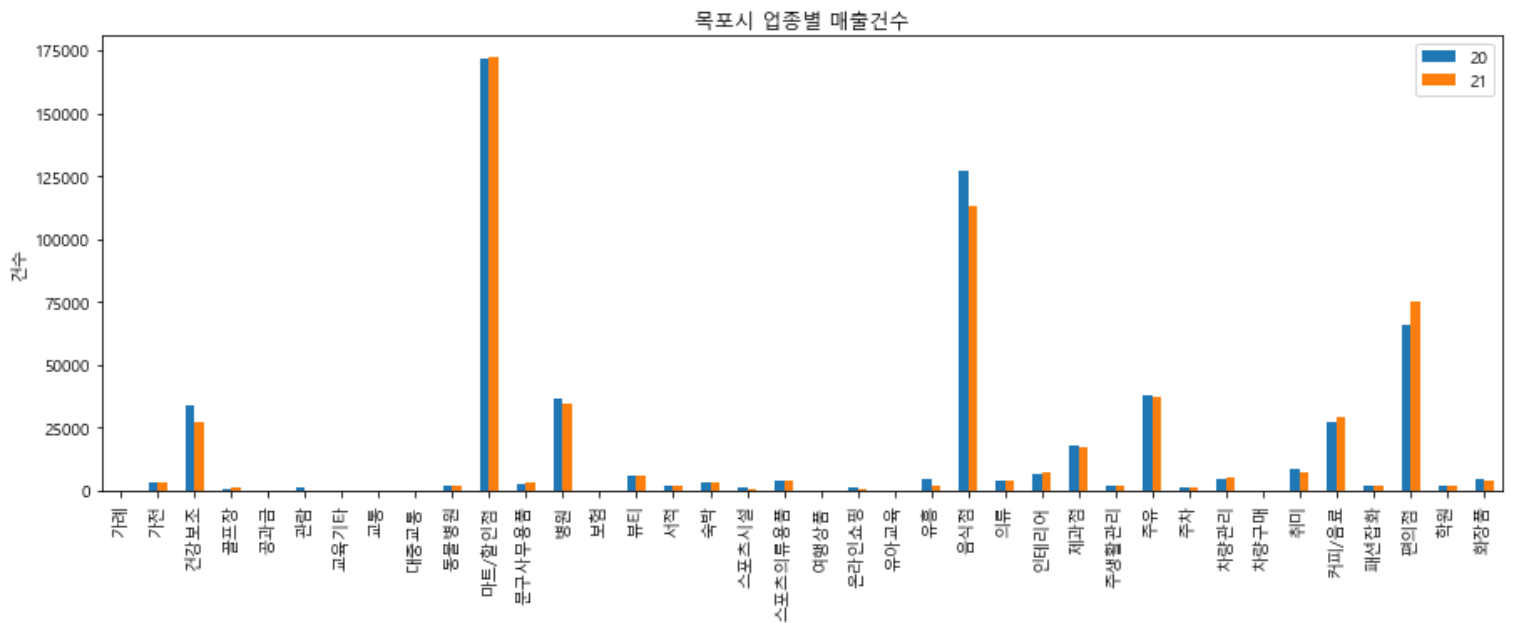 목포시 업종별 매출건수
20
21
건수
175000
150000
125000
100000
75000
50000
25000
0
가례
가전
건강보조
골프장
공과금
관람
교육기타
교통
대중교통
동물병원
마트/할인점
문구사무용품
병원
보험
뷰티
서적
숙박
스포츠시설
스포츠의류용품
여행상품
온라인쇼핑
유아교육
유흥
음식점
의류
인테리어
제과점
주생활관리
주유
주차
차량관리
차량구매
취미
커피/음료
패션잡화
편의점
학원
화장품